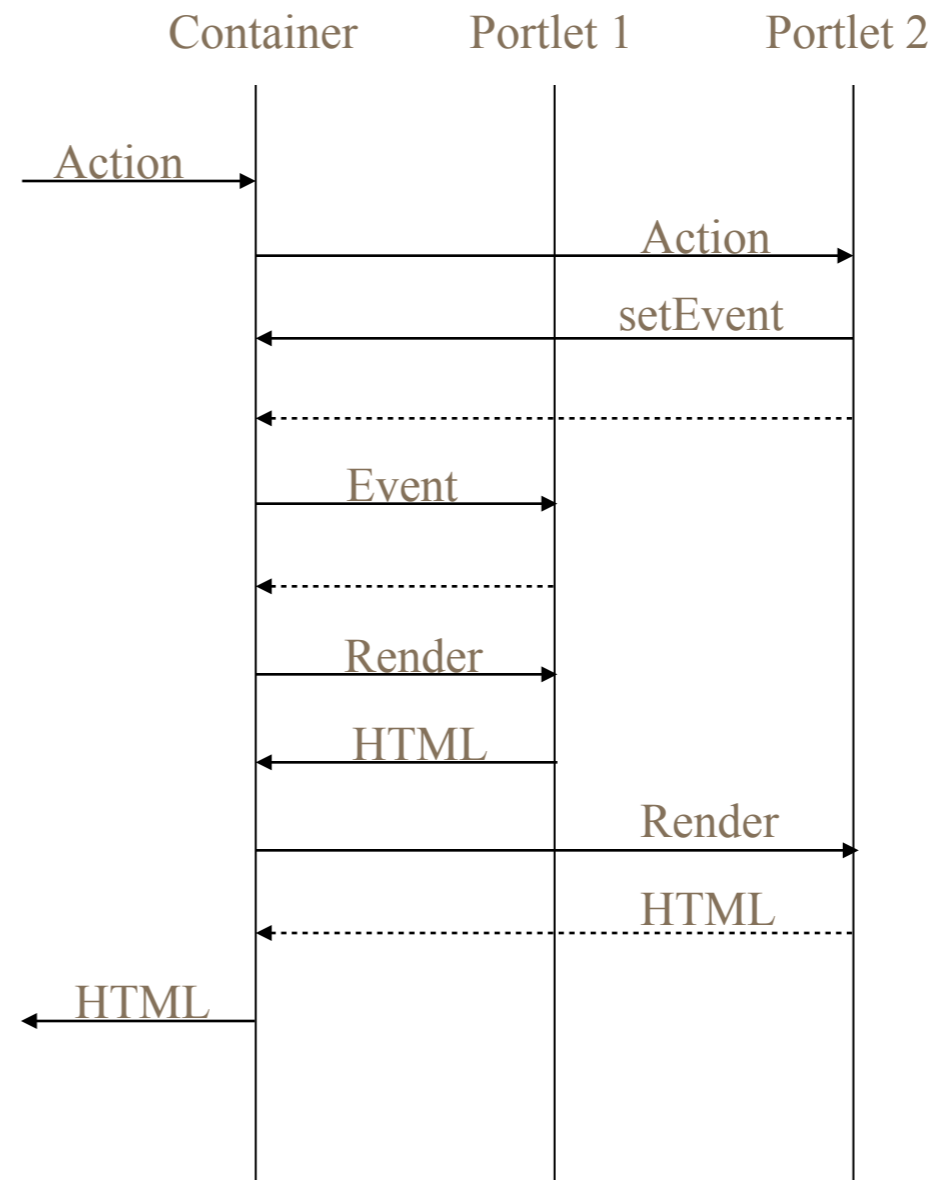 Container Portlet 1 Portlet 2
Action
Action
setEvent
Event
Render
HTML
Render
HTML
HTML